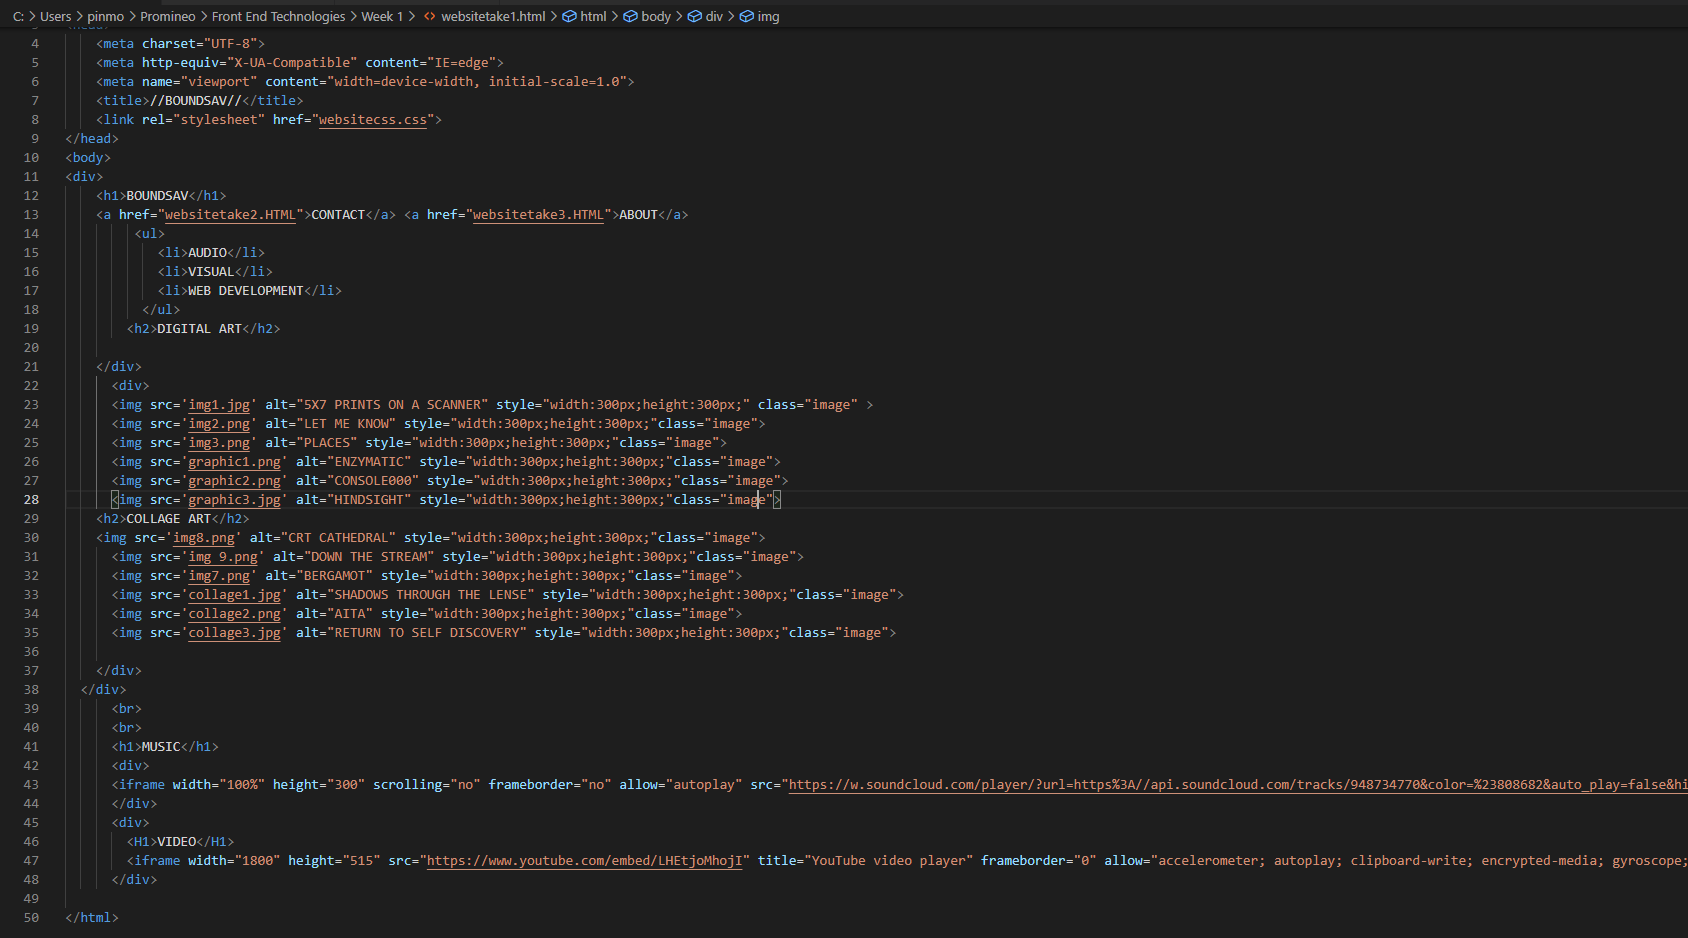 C: > Users > pinmo > Promineo > Front End Technologies > Week 1 > <> websitetake1.html > html > body > div > img
4 <meta charset="UTF-8">
5 <meta http-equiv="X-UA-Compatible" content="IE=edge">
6 <meta name="viewport" content="width=device-width, initial-scale=1.0">
7 <title>//BOUNDSAV//</title>
8 <link rel="stylesheet" href="websitecss.css">
9 </head>
10 <body>
11 <div>
12 <h1>BOUNDSAV</h1>
13 <a href="websitetake2.HTML">CONTACT</a> <a href="websitetake3.HTML">ABOUT</a>
14 <ul>
15 <li>AUDIO</li>
16 <li>VISUAL</li>
17 <li>WEB DEVELOPMENT</li>
18 </ul>
19 <h2>DIGITAL ART</h2>
20
21 </div>
22 <div>
23 <img src='img1.jpg' alt="5X7 PRINTS ON A SCANNER" style="width:300px;height:300px;" class="image" >
24 <img src='img2.png' alt="LET ME KNOW" style="width:300px;height:300px;"class="image">
25 <img src='img3.png' alt="PLACES" style="width:300px;height:300px;"class="image">
26 <img src='graphic1.png' alt="ENZYMATIC" style="width:300px;height:300px;"class="image">
27 <img src='graphic2.png' alt="CONSOLE000" style="width:300px;height:300px;"class="image">
28 <img src='graphic3.jpg' alt="HINDSIGHT" style="width:300px;height:300px;"class="image">
29 <h2>COLLAGE ART</h2>
30 <img src='img8.png' alt="CRT CATHEDRAL" style="width:300px;height:300px;"class="image">
31 <img src='img 9.png' alt="DOWN THE STREAM" style="width:300px;height:300px;"class="image">
32 <img src='img7.png' alt="BERGAMOT" style="width:300px;height:300px;"class="image">
33 <img src='collage1.jpg' alt="SHADOWS THROUGH THE LENSE" style="width:300px;height:300px;"class="image">
34 <img src='collage2.png' alt="AITA" style="width:300px;height:300px;"class="image">
35 <img src='collage3.jpg' alt="RETURN TO SELF DISCOVERY" style="width:300px;height:300px;"class="image">
36
37 </div>
38 </div>
39 <br>
40 <br>
41 <h1>MUSIC</h1>
42 <div>
43 <iframe width="100%" height="300" scrolling="no" frameborder="no" allow="autoplay" src="https://w.soundcloud.com/player/?url=https%3A//api.soundcloud.com/tracks/948734770&color=%23808682&auto_play=false&hi
44 </div>
45 <div>
46 <H1>VIDEO</H1>
47 <iframe width="1800" height="515" src="https://www.youtube.com/embed/LHEtjoMhojI" title="YouTube video player" frameborder="0" allow="accelerometer; autoplay; clipboard-write; encrypted-media; gyroscope;
48 </div>
49
50 </html>